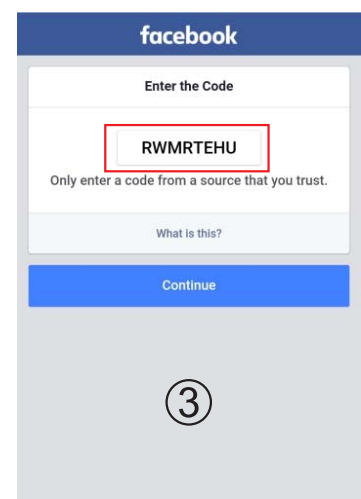 facebook
Enter the Code
RWMRTEHU
Only enter a code from a source that you trust.
What is this?
Continue
③